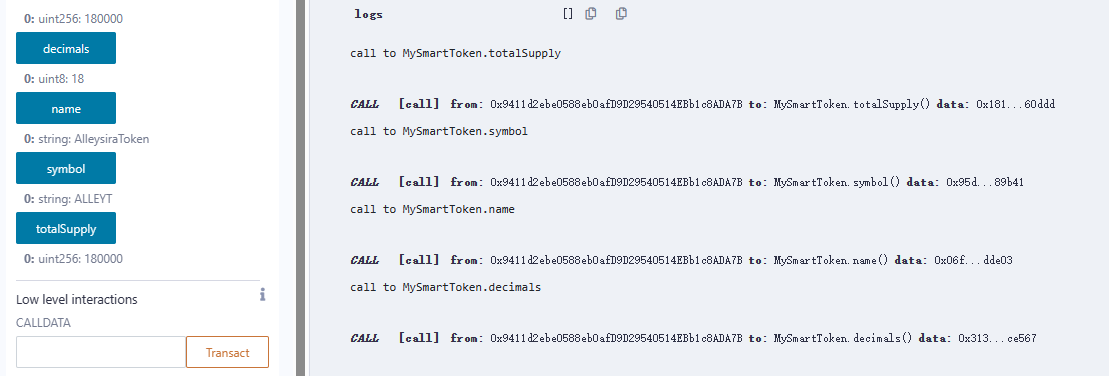 0: uint256: 180000
decimals
0: uint8: 18
name
0: string: AlleysiraToken
symbol
0: string: ALLEYT
totalSupply
0: uint256: 180000
Low level interactions
CALLDATA
Transact
logs []
call to MySmartToken.totalSupply
CALL [call] from: 0x9411d2ebe0588eb0afD9D29540514EBb1c8ADA7B to: MySmartToken.totalSupply() data: 0x181...60ddd
call to MySmartToken.symbol
CALL [call] from: 0x9411d2ebe0588eb0afD9D29540514EBb1c8ADA7B to: MySmartToken.symbol() data: 0x95d...89b41
call to MySmartToken.name
CALL [call] from: 0x9411d2ebe0588eb0afD9D29540514EBb1c8ADA7B to: MySmartToken.name() data: 0x06f...dde03
call to MySmartToken.decimals
CALL [call] from: 0x9411d2ebe0588eb0afD9D29540514EBb1c8ADA7B to: MySmartToken.decimals() data: 0x313...ce567